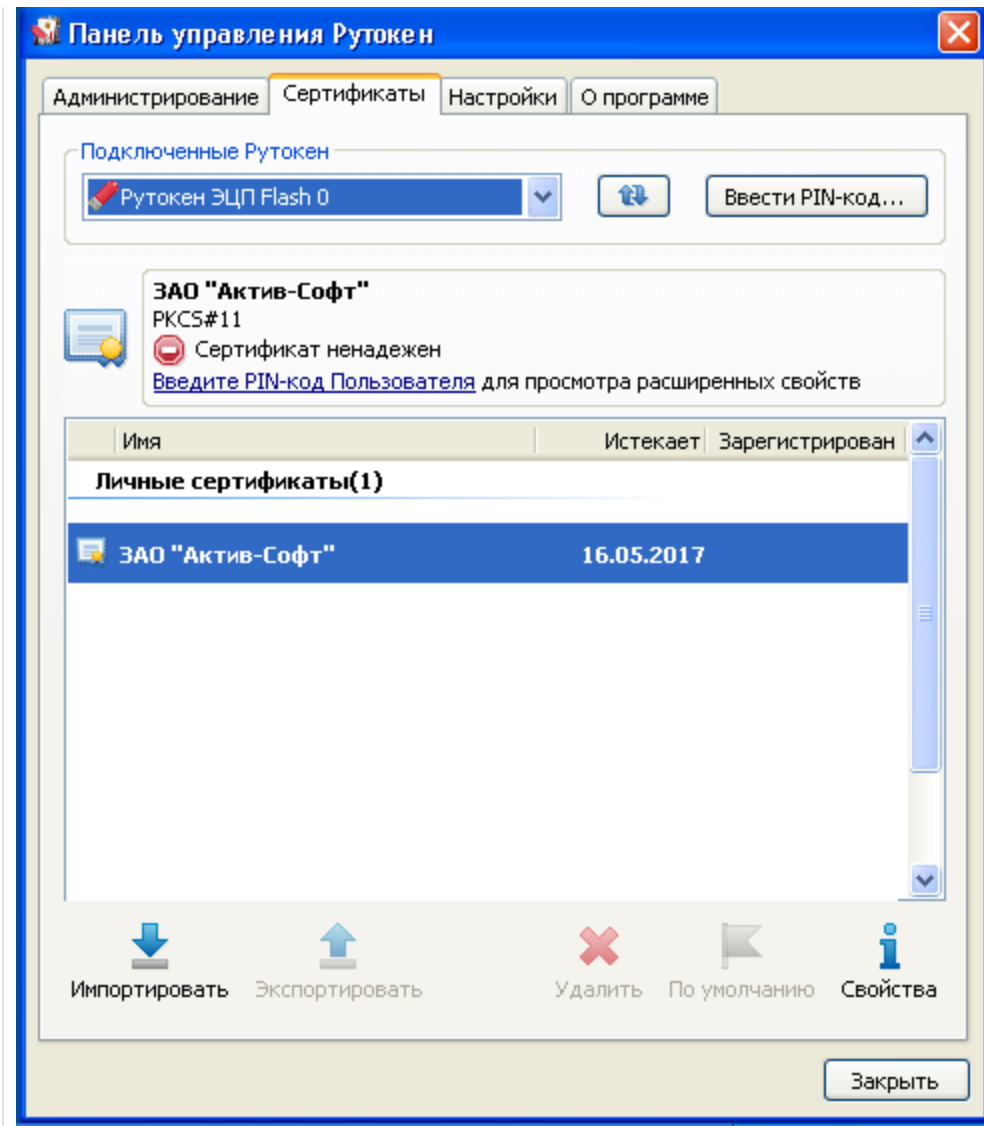 Панель управления Рутокен
Администрирование Сертификаты Настройки О программе
Подключенные Рутокен
Рутокен ЭЦП Flash 0 Ввести PIN-код...
ЗАО "Актив-Софт"
PKCS#11
Сертификат ненадежен
Введите PIN-код Пользователя для просмотра расширенных свойств
Имя Истекает Зарегистрирован
Личные сертификаты(1)
ЗАО "Актив-Софт" 16.05.2017
Импортировать Экспортировать Удалить По умолчанию Свойства
Закрыть